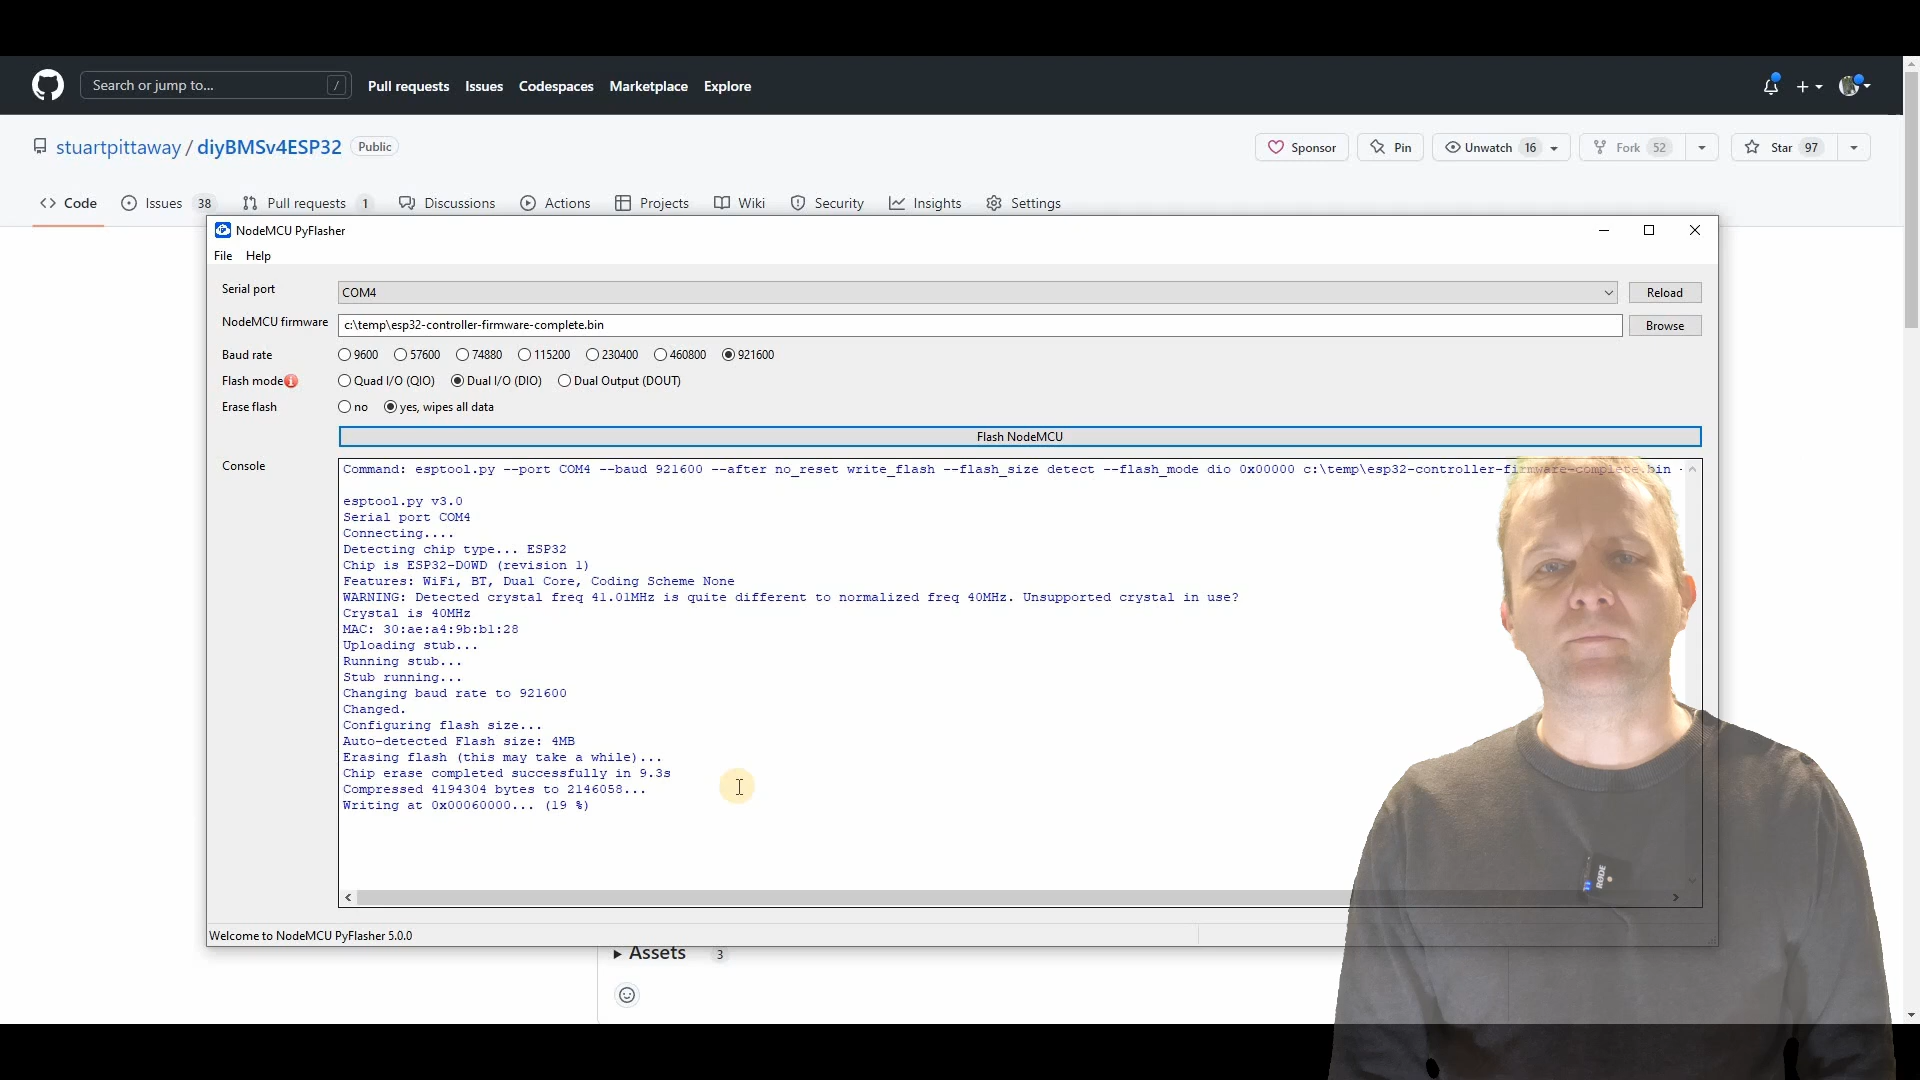 Search or jump to... /
Pull requests Issues Codespaces Marketplace Explore
stuartpittaway / diyBMSv4ESP32 Public
Sponsor Pin Unwatch 16 Fork 52 Star 97
Code Issues 38 Pull requests 1 Discussions Actions Projects Wiki Security Insights Settings
NodeMCU PyFlasher
File Help
Serial port COM4 Reload
NodeMCU firmware c:\temp\esp32-controller-firmware-complete.bin Browse
Baud rate 9600 57600 74880 115200 230400 460800 921600
Flash mode Quad I/O (QIO) Dual I/O (DIO) Dual Output (DOUT)
Erase flash no yes, wipes all data
Flash NodeMCU
Console
Command: esptool.py --port COM4 --baud 921600 --after no_reset write_flash --flash_size detect --flash_mode dio 0x00000 c:\temp\esp32-controller-firmware-complete.bin -
esptool.py v3.0
Serial port COM4
Connecting....
Detecting chip type... ESP32
Chip is ESP32-D0WD (revision 1)
Features: WiFi, BT, Dual Core, Coding Scheme None
WARNING: Detected crystal freq 41.01MHz is quite different to normalized freq 40MHz. Unsupported crystal in use?
Crystal is 40MHz
MAC: 30:ae:a4:9b:b1:28
Uploading stub...
Running stub...
Stub running...
Changing baud rate to 921600
Changed.
Configuring flash size...
Auto-detected Flash size: 4MB
Erasing flash (this may take a while)...
Chip erase completed successfully in 9.3s
Compressed 4194304 bytes to 2146058...
Writing at 0x00060000... (19 %)
RØDE
Welcome to NodeMCU PyFlasher 5.0.0
Assets 3